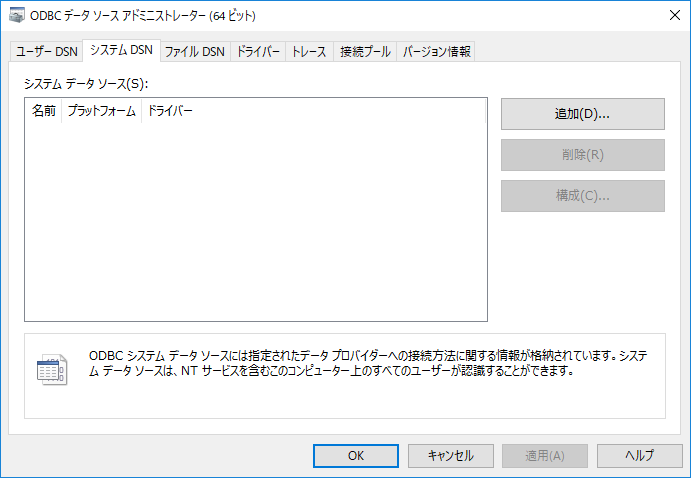 ODBC データ ソース アドミニストレーター (64 ビット)
ユーザー DSN システム DSN ファイル DSN ドライバー トレース 接続プール バージョン情報
システム データ ソース(S):
名前 プラットフォーム ドライバー
追加(D)...
削除(R)
構成(C)...
ODBC システム データ ソースには指定されたデータ プロバイダーへの接続方法に関する情報が格納されています。システ
ム データ ソースは、NT サービスを含むこのコンピューター上のすべてのユーザーが認識することができます。
OK キャンセル 適用(A) ヘルプ